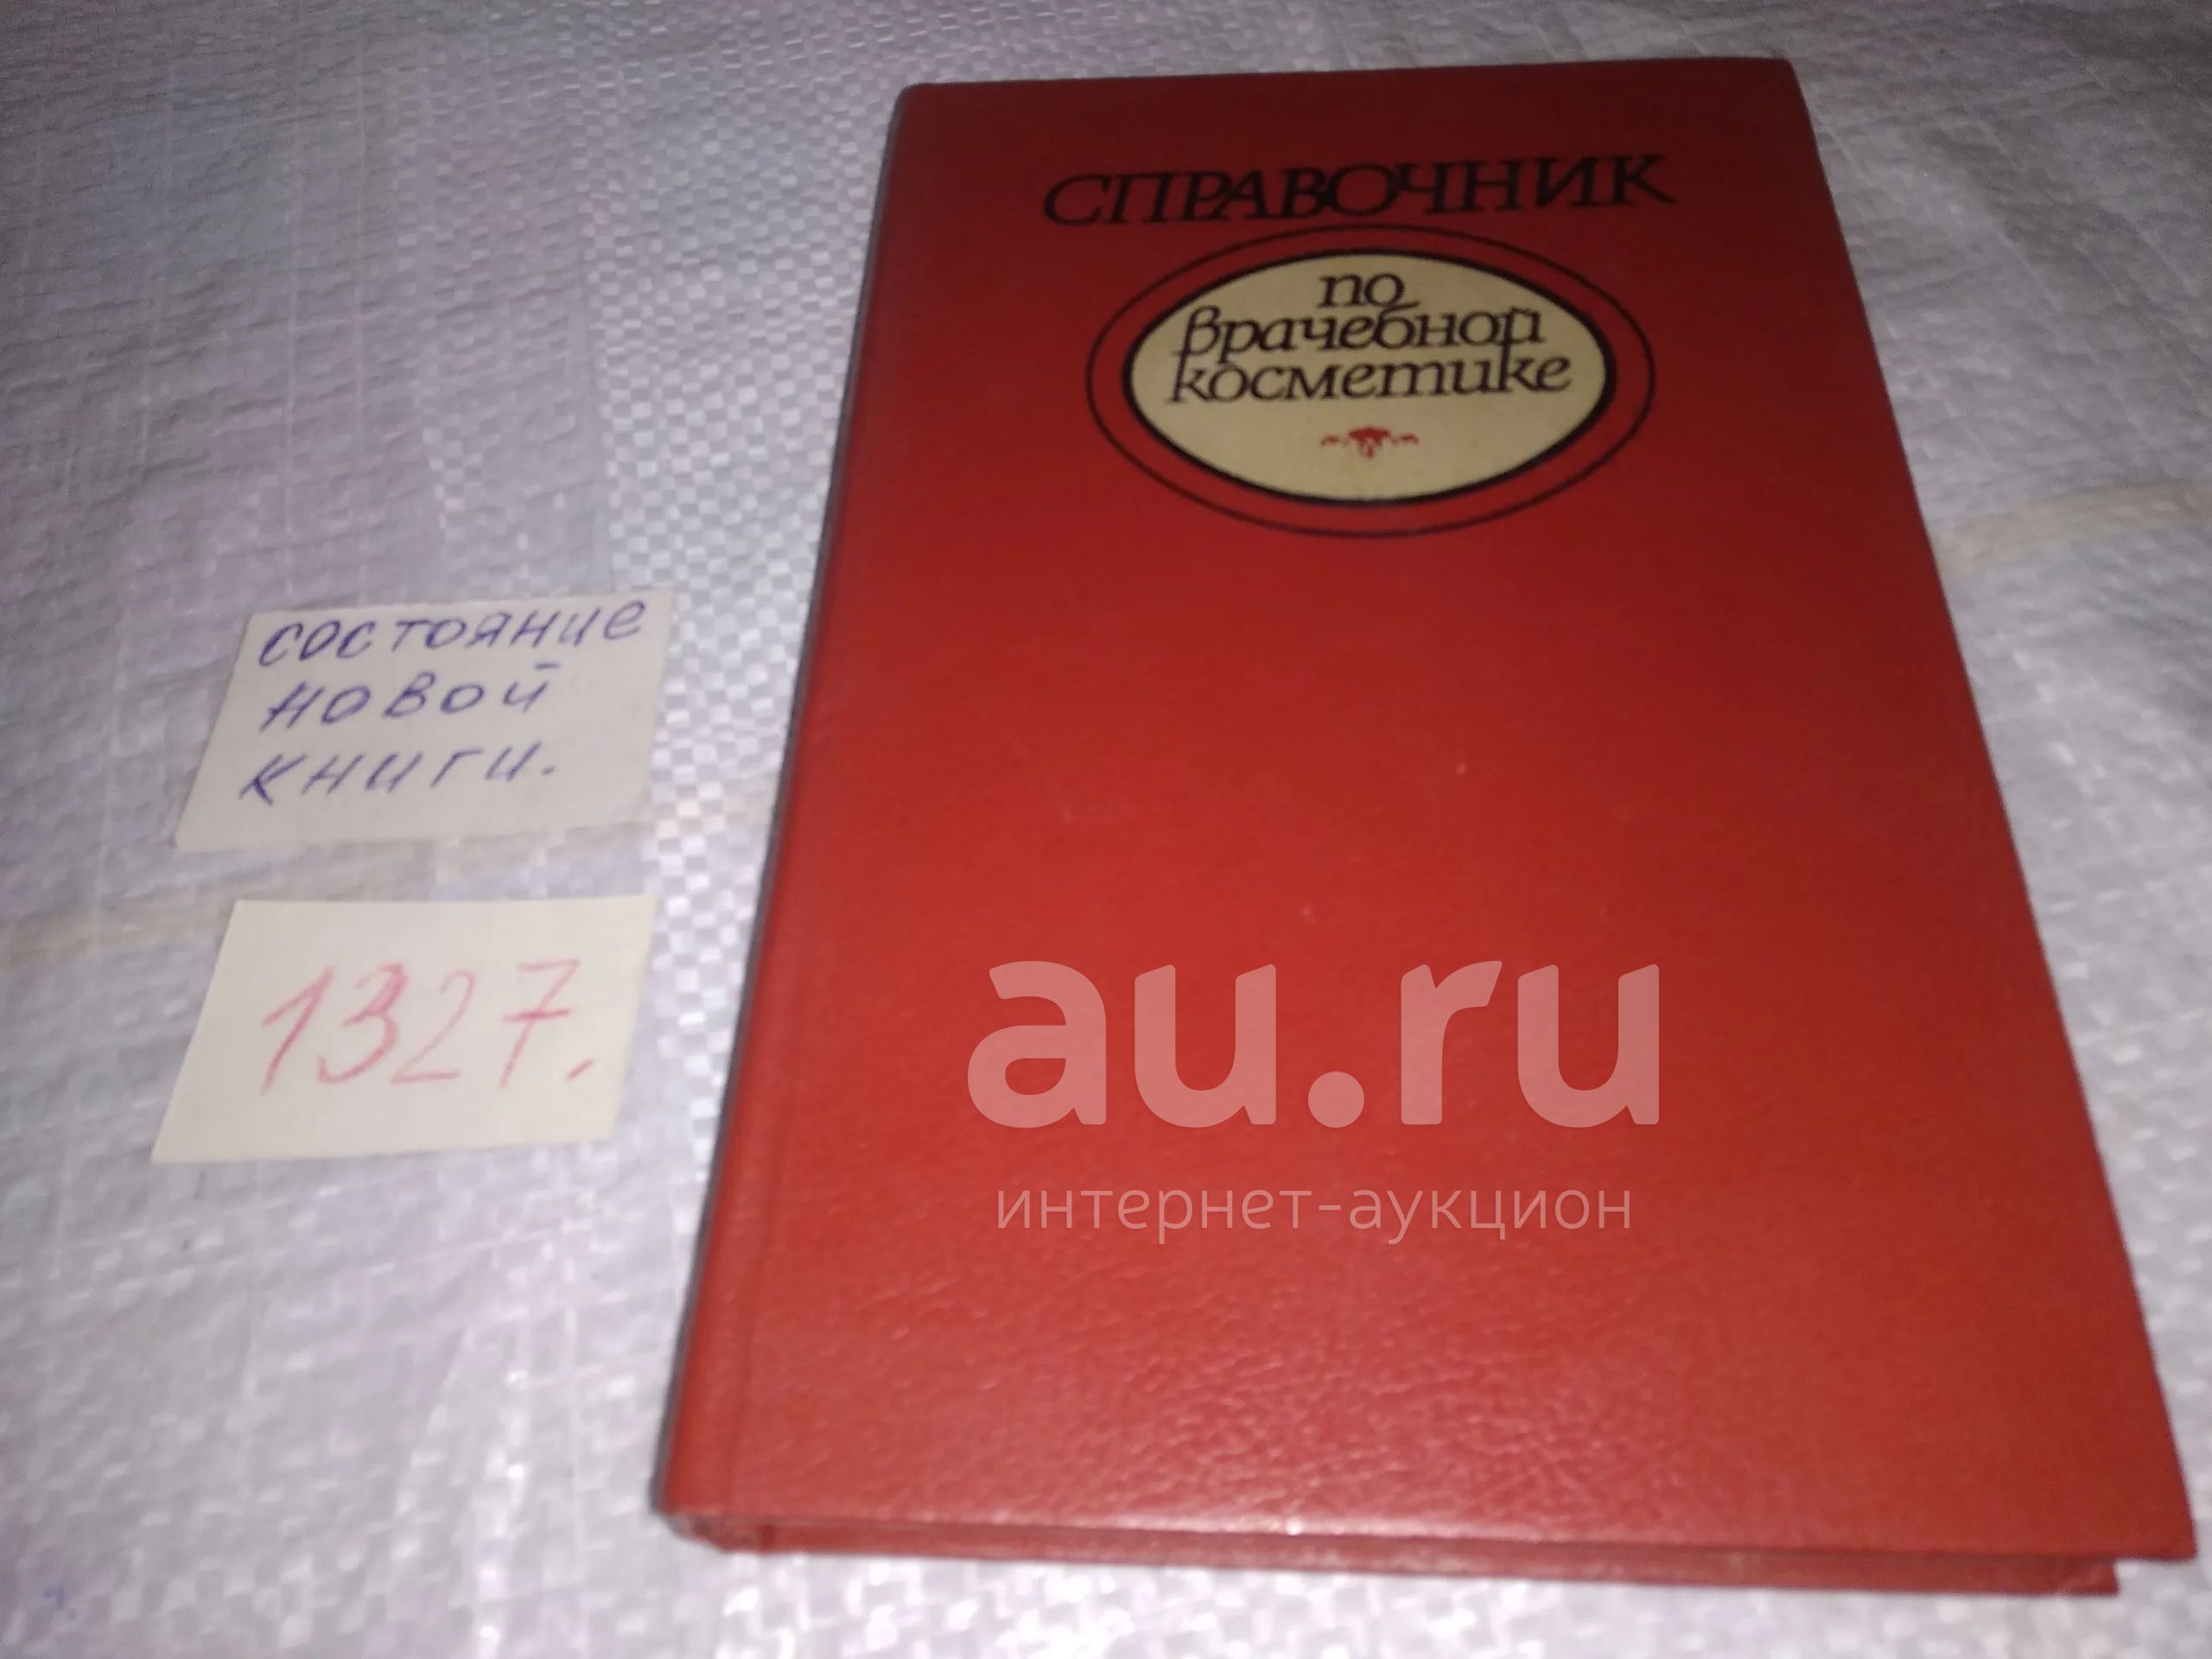 СПРАВОЧНИК
по
врачебной
косметике
состояние
новой
книги.
1327.
au.ru
интернет-аукцион